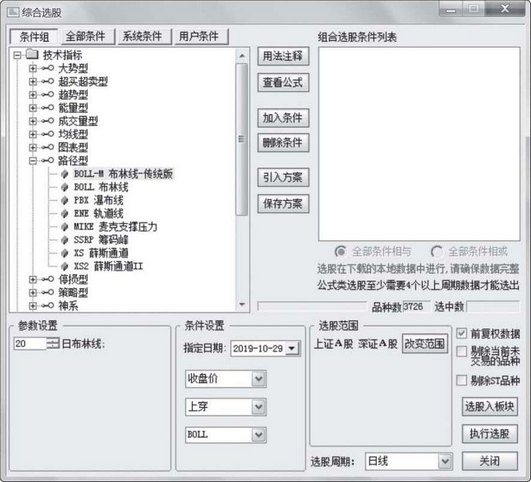 综合选股
条件组 全部条件 系统条件 用户条件
技术指标
大势型
超买超卖型
趋势型
能量型
成交量型
均线型
图表型
路径型
BOLL-M 布林线-传统版
BOLL 布林线
PBX 瀑布线
ENE 轨道线
MIKE 麦克支撑压力
SSRP 筹码峰
XS 薛斯通道
XS2 薛斯通道II
停损型
策略型
神系
用法注释
查看公式
加入条件
删除条件
引入方案
保存方案
组合选股条件列表
全部条件相与 全部条件相或
选股在下载的本地数据中进行,请确保数据完整
公式类选股至少需要4个以上周期数据才能选出
品种数 3726 选中数
参数设置
20 日布林线;
条件设置
指定日期: 2019-10-29
收盘价
上穿
BOLL
选股范围
上证A股 深证A股 改变范围
选股周期: 日线
前复权数据
剔除当前未
交易的品种
剔除ST品种
选股入板块
执行选股
关闭